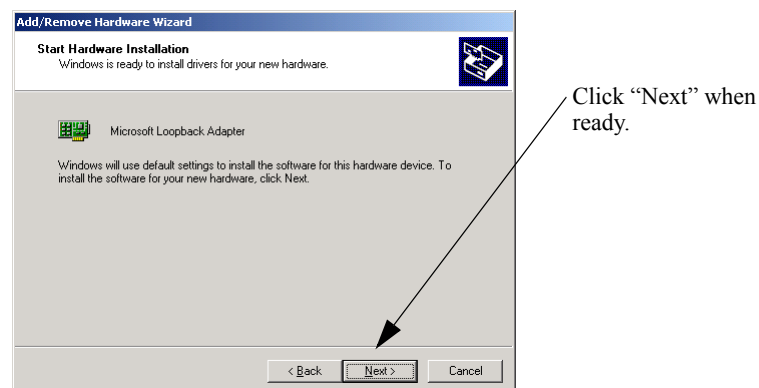 Add/Remove Hardware Wizard
Start Hardware Installation
Windows is ready to install drivers for your new hardware.
Click “Next” when
ready.
Microsoft Loopback Adapter
Windows will use default settings to install the software for this hardware device. To
install the software for your new hardware, click Next.
< Back
Next >
Cancel